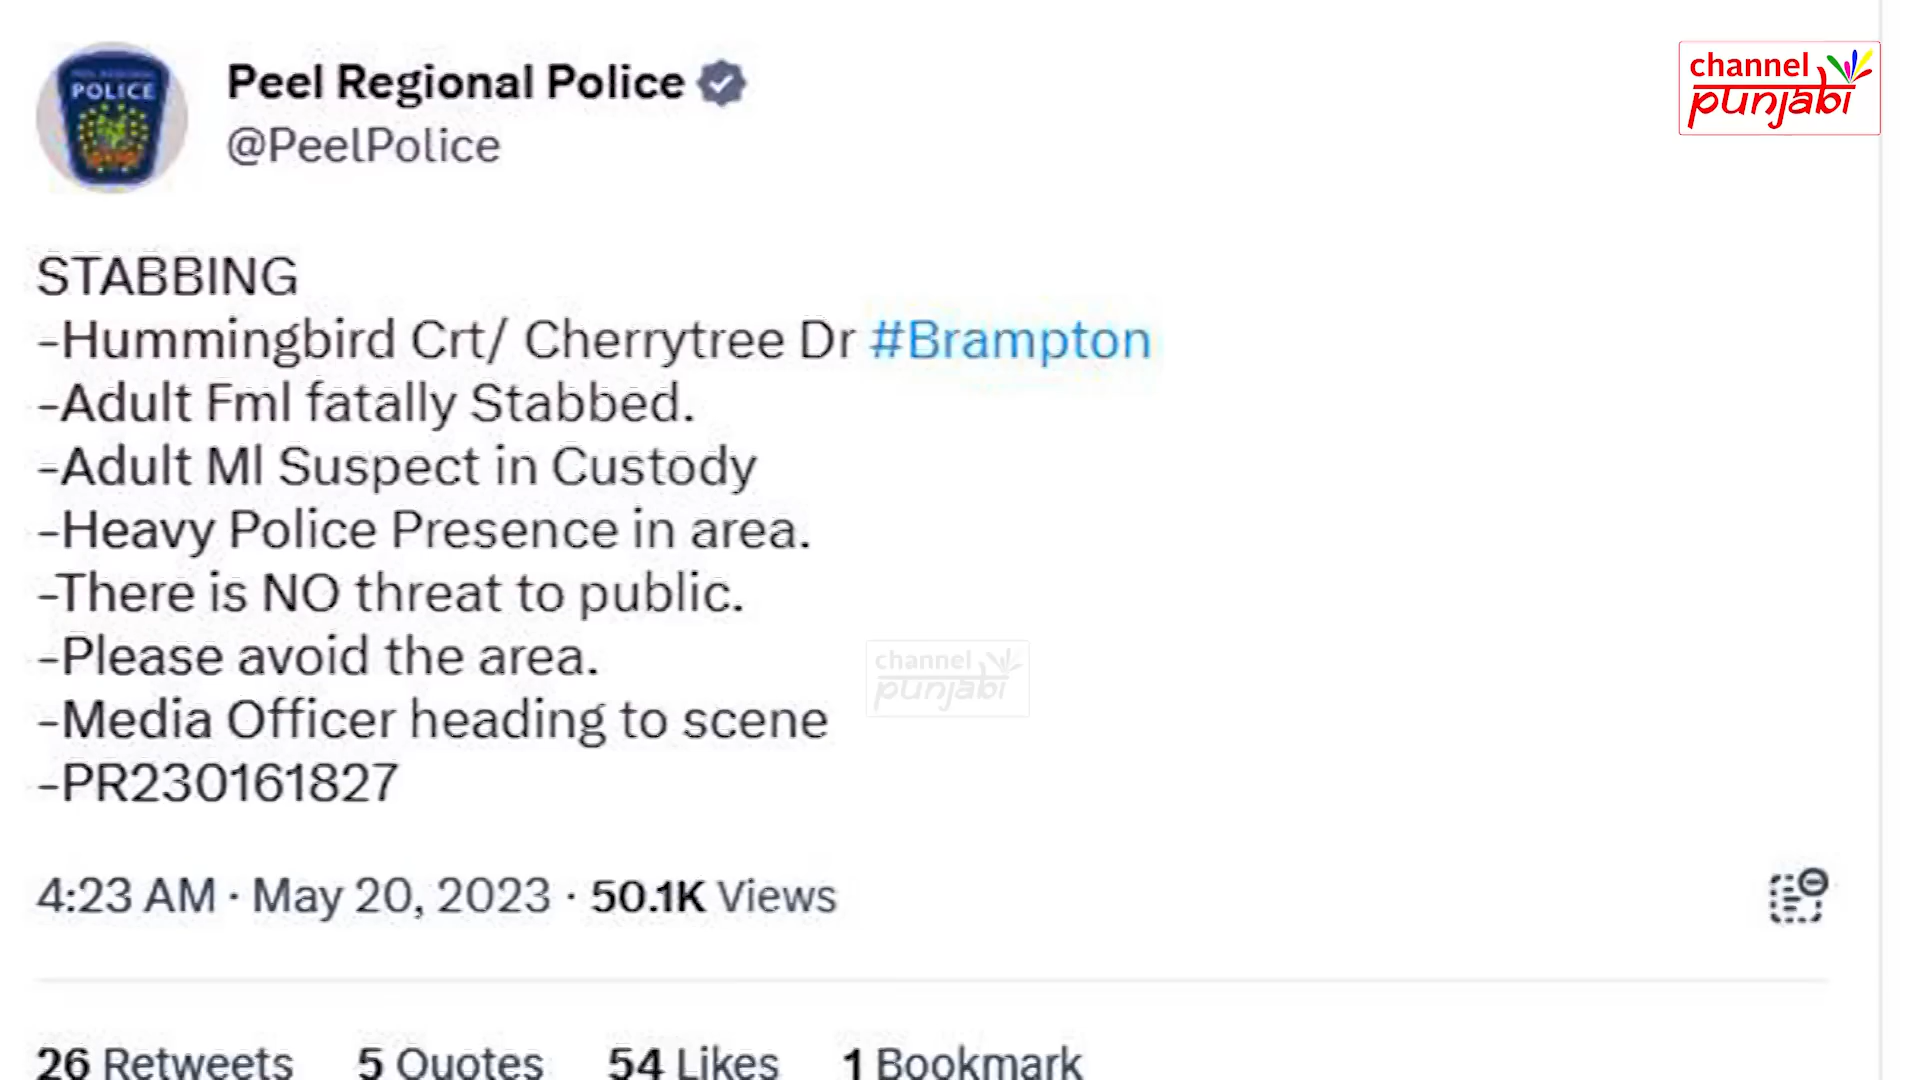 Peel Regional Police
@PeelPolice
channel
punjabi
POLICE
STABBING
-Hummingbird Crt/ Cherrytree Dr #Brampton
-Adult Fml fatally Stabbed.
-Adult Ml Suspect in Custody
-Heavy Police Presence in area.
-There is NO threat to public.
-Please avoid the area.
-Media Officer heading to scene
-PR230161827
channel
punjabi
4:23 AM · May 20, 2023 · 50.1K Views
26 Retweets 5 Quotes 54 Likes 1 Bookmark